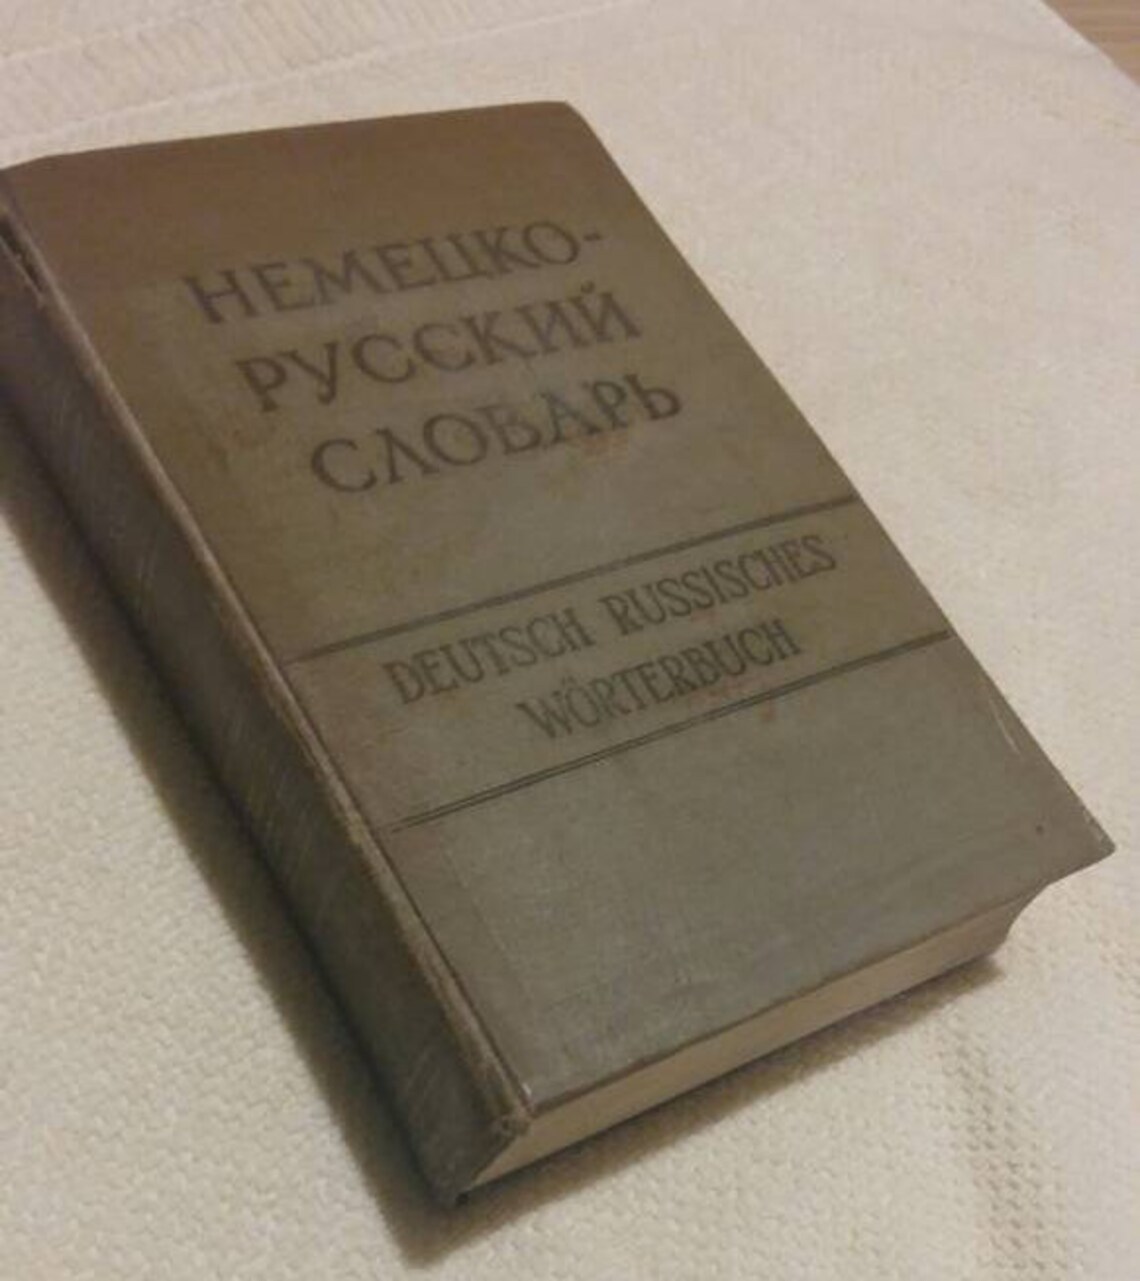 НЕМЕЦКО-
РУССКИЙ
СЛОВАРЬ
DEUTSCH RUSSISCHES
WÖRTERBUCH